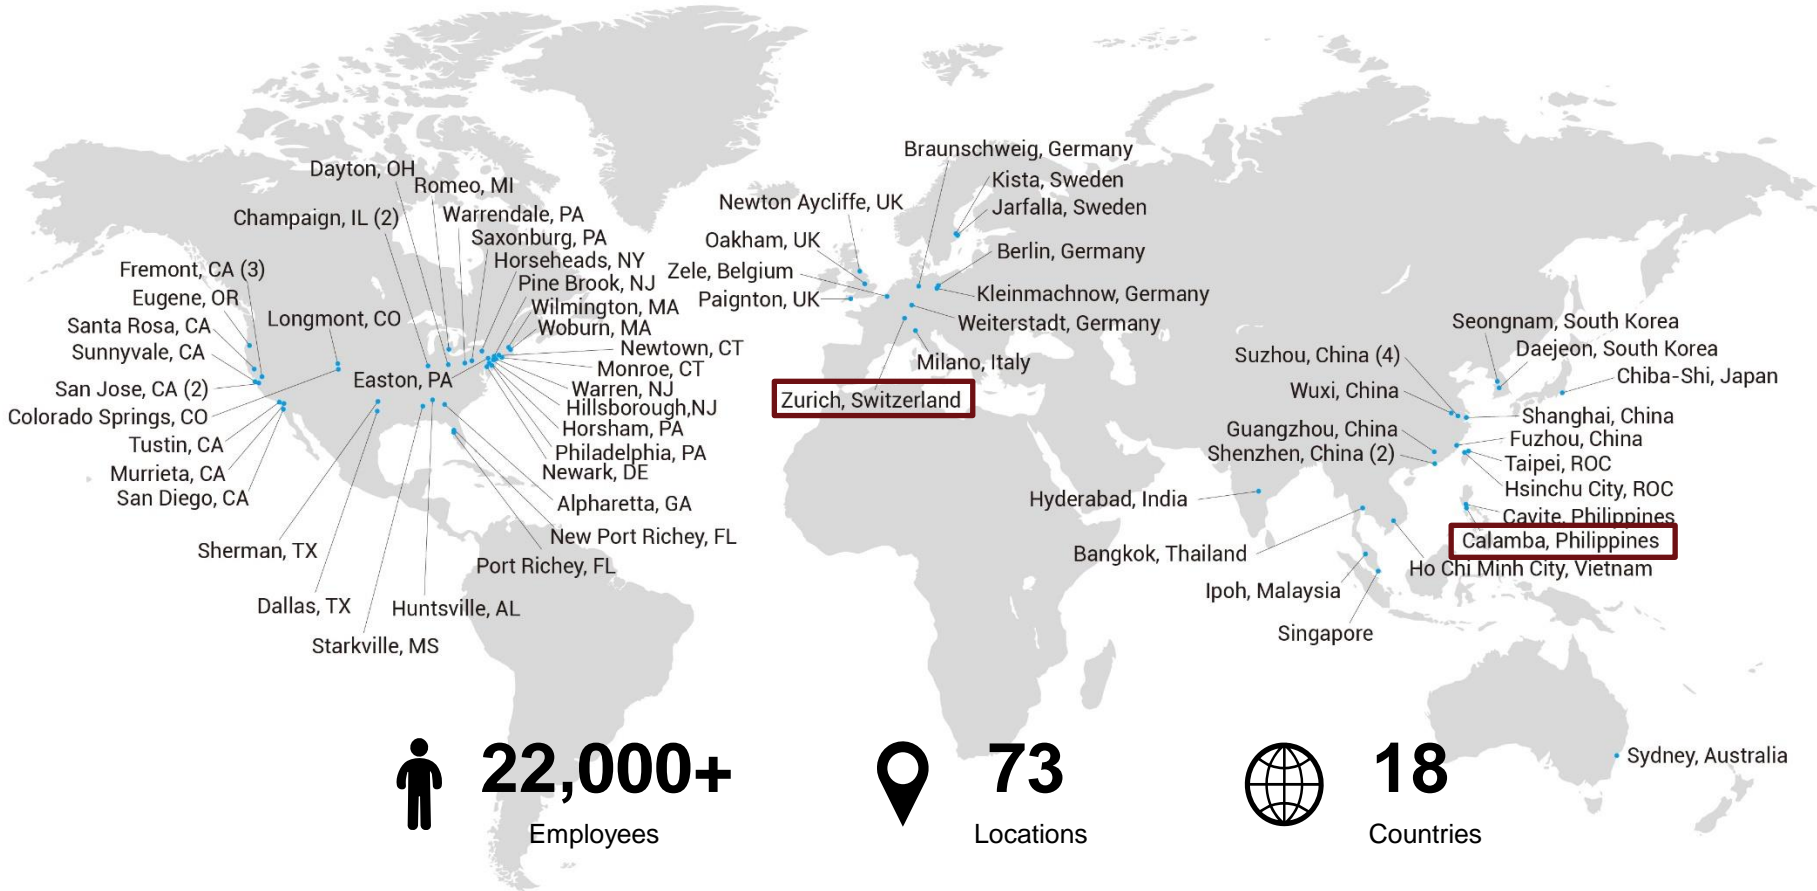 Dayton, OH
Romeo, MI
Champaign, IL (2)
Warrendale, PA
Saxonburg, PA
Horseheads, NY
Fremont, CA (3)
Pine Brook, NJ
Eugene, OR
Wilmington, MA
Longmont, CO
Santa Rosa, CA
Woburn, MA
Sunnyvale, CA
Newtown, CT
Monroe, CT
Easton, PA
San Jose, CA (2)
Warren, NJ
Hillsborough,NJ
Colorado Springs, CO
Horsham, PA
Tustin, CA
Philadelphia, PA
Murrieta, CA
Newark, DE
San Diego, CA
Alpharetta, GA
New Port Richey, FL
Sherman, TX
Port Richey, FL
Dallas, TX
Huntsville, AL
Starkville, MS
Braunschweig, Germany
Kista, Sweden
Newton Aycliffe, UK
Jarfalla, Sweden
Oakham, UK
Berlin, Germany
Zele, Belgium
Kleinmachnow, Germany
Paignton, UK
Weiterstadt, Germany
Milano, Italy
Zurich, Switzerland
Seongnam, South Korea
Daejeon, South Korea
Suzhou, China (4)
Chiba-Shi, Japan
Wuxi, China
Shanghai, China
Guangzhou, China
Fuzhou, China
Shenzhen, China (2)
Taipei, ROC
Hsinchu City, ROC
Hyderabad, India
Cavite, Philippines
Calamba, Philippines
Bangkok, Thailand
Ho Chi Minh City, Vietnam
Ipoh, Malaysia
Singapore
Sydney, Australia
22,000+
Employees
73
Locations
18
Countries